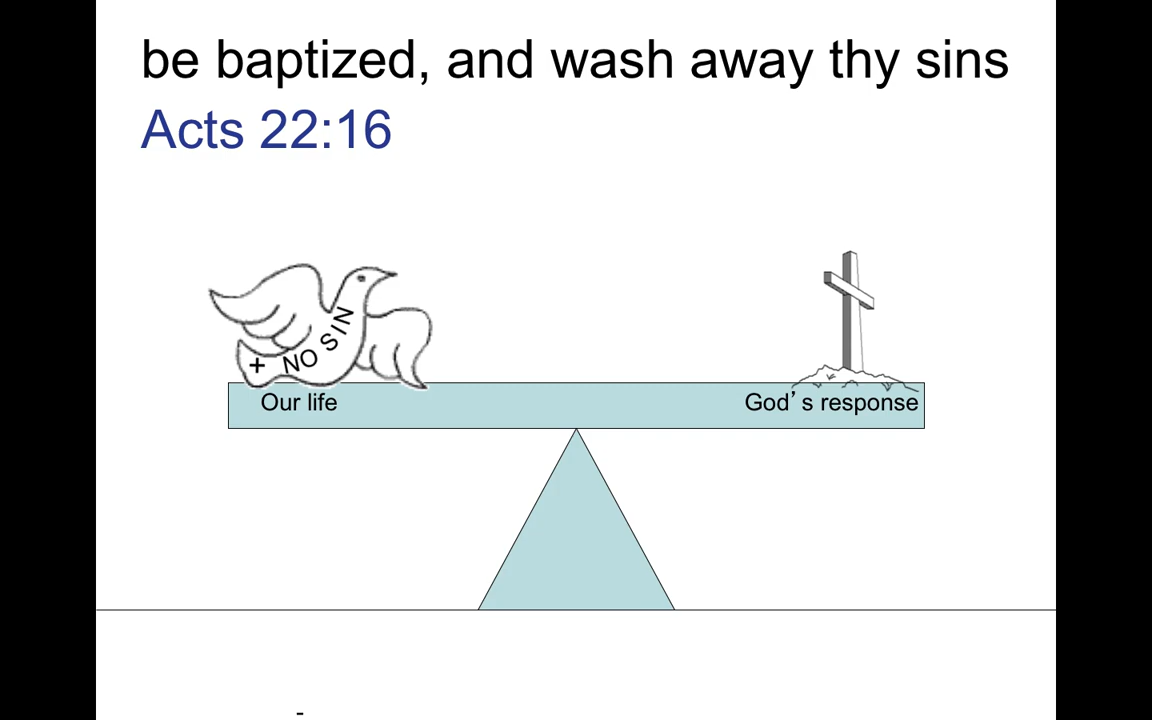 be baptized, and wash away thy sins
Acts 22:16
+ NO SIN
Our life
God’s response
-